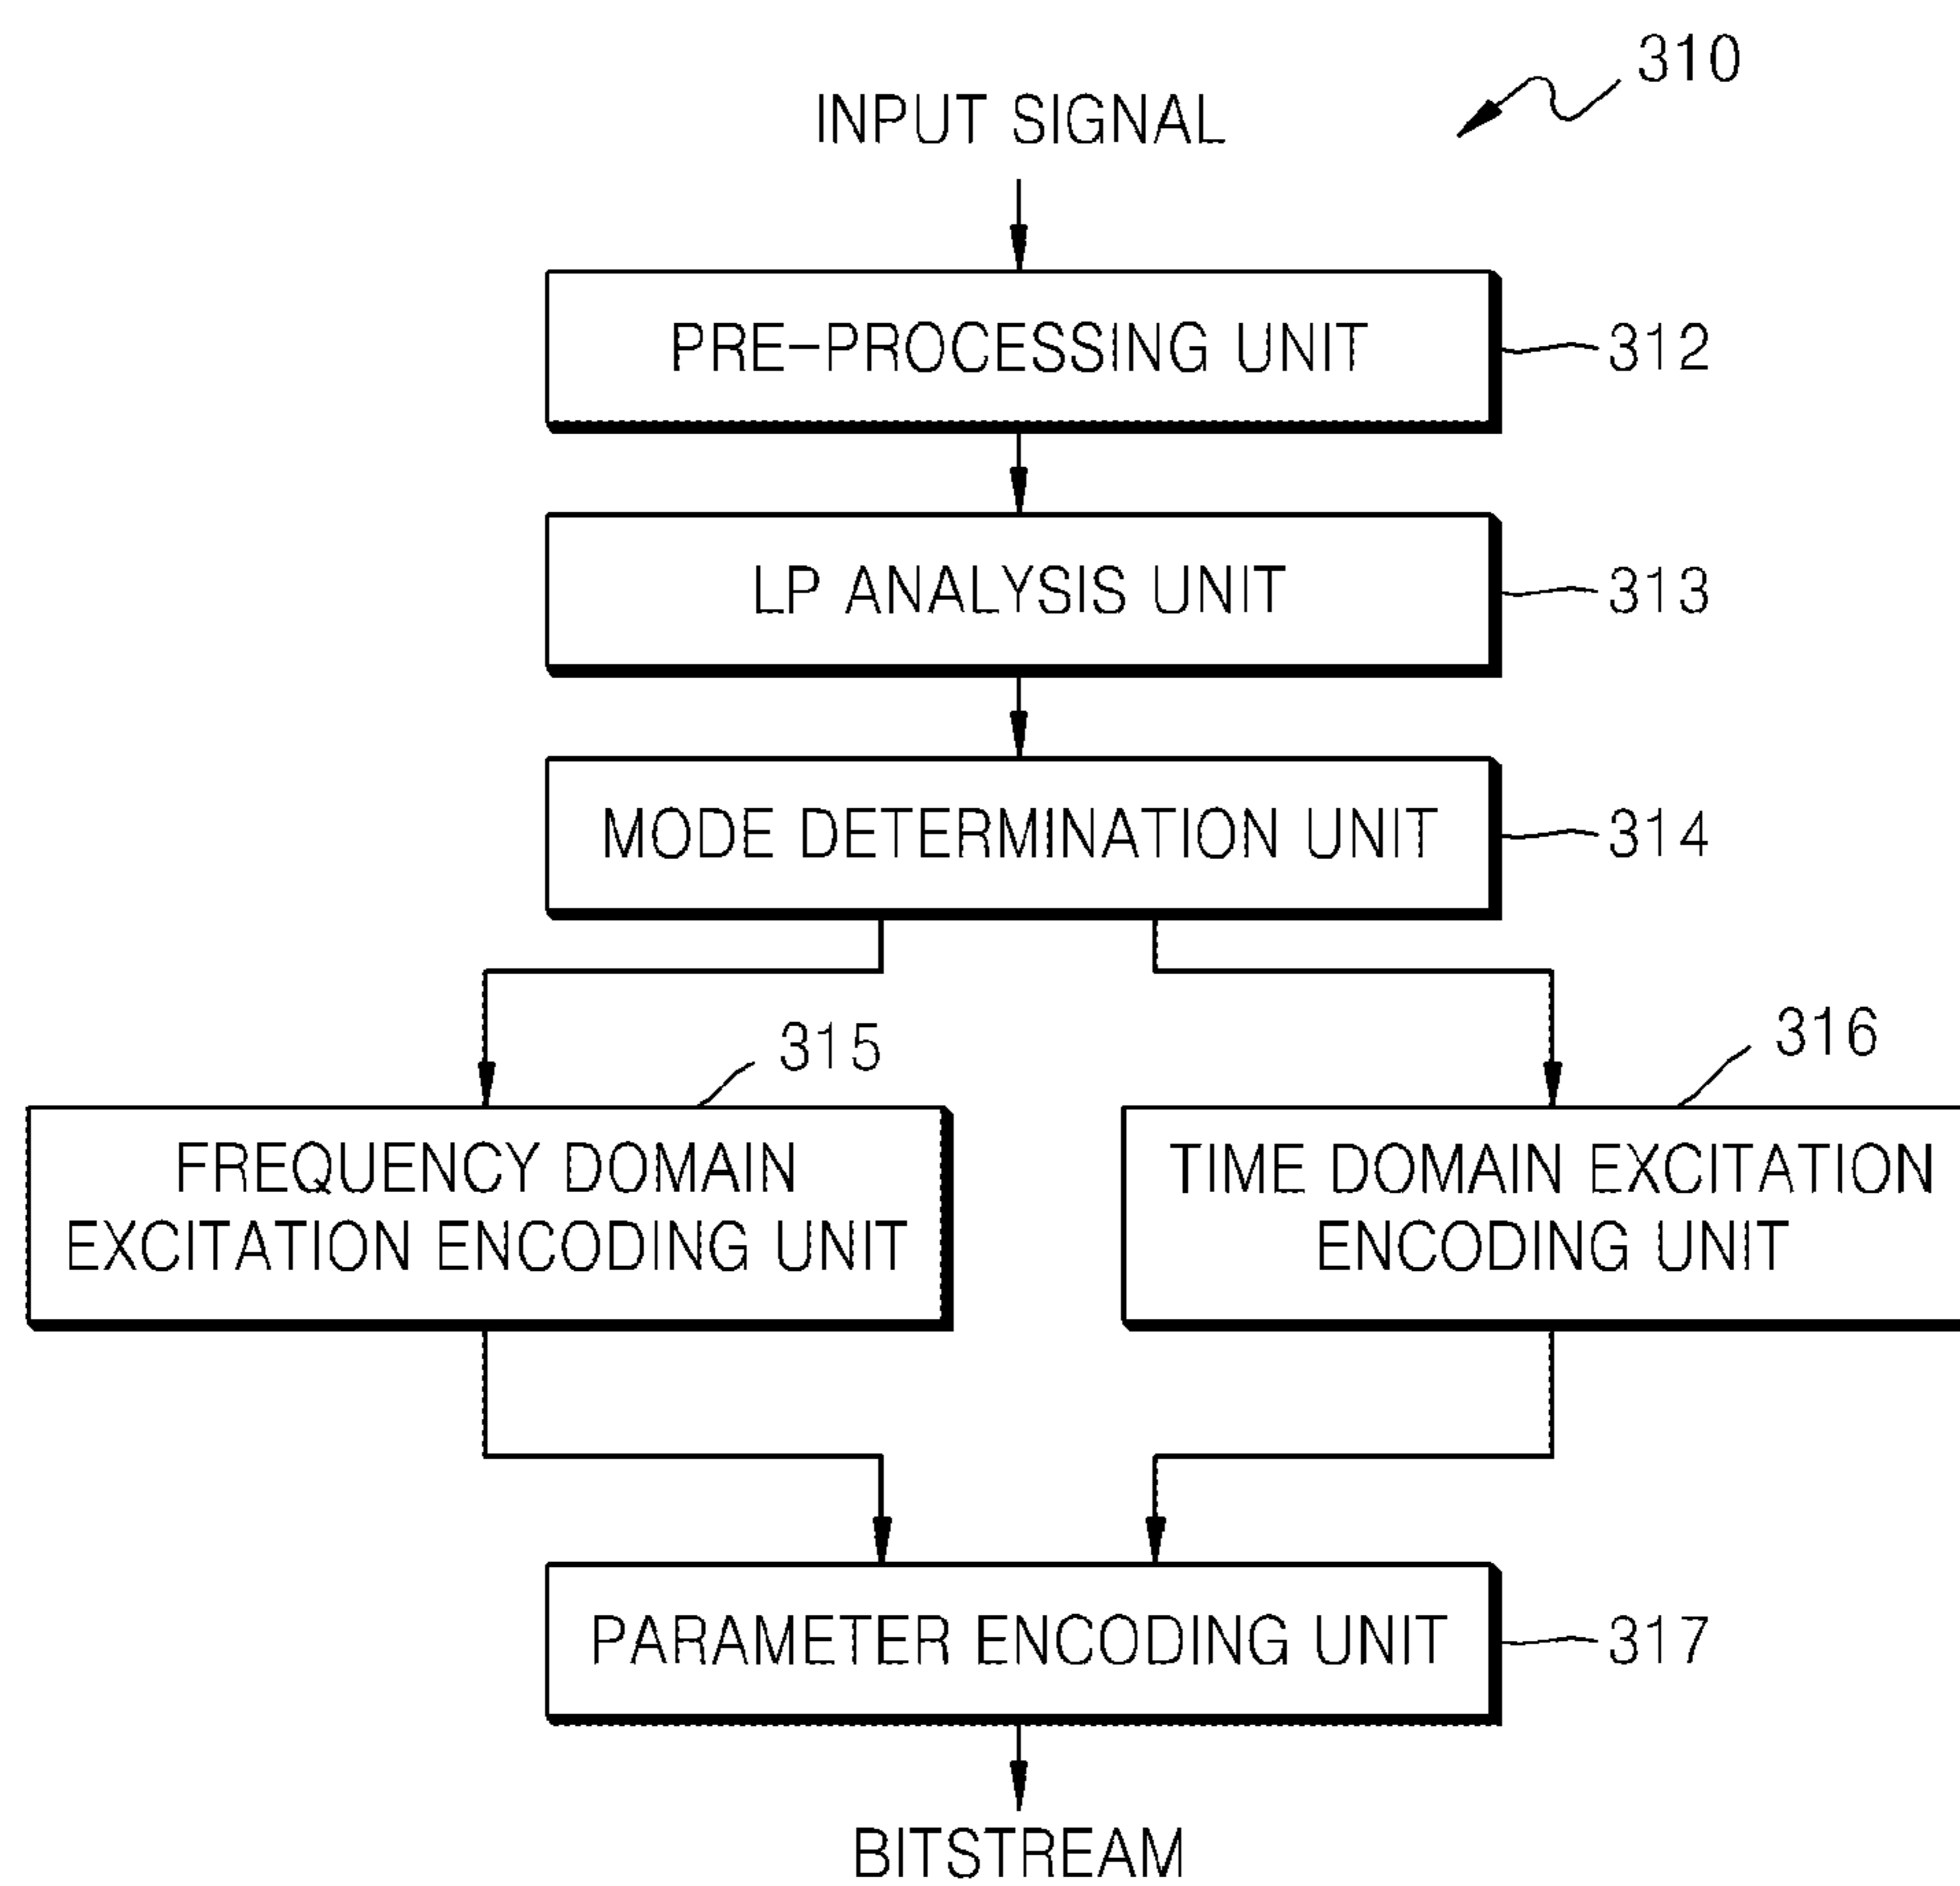 310
INPUT SIGNAL
PRE-PROCESSING UNIT
312
LP ANALYSIS UNIT
313
MODE DETERMINATION UNIT
314
315
316
FREQUENCY DOMAIN
EXCITATION ENCODING UNIT
TIME DOMAIN EXCITATION
ENCODING UNIT
PARAMETER ENCODING UNIT
317
BITSTREAM